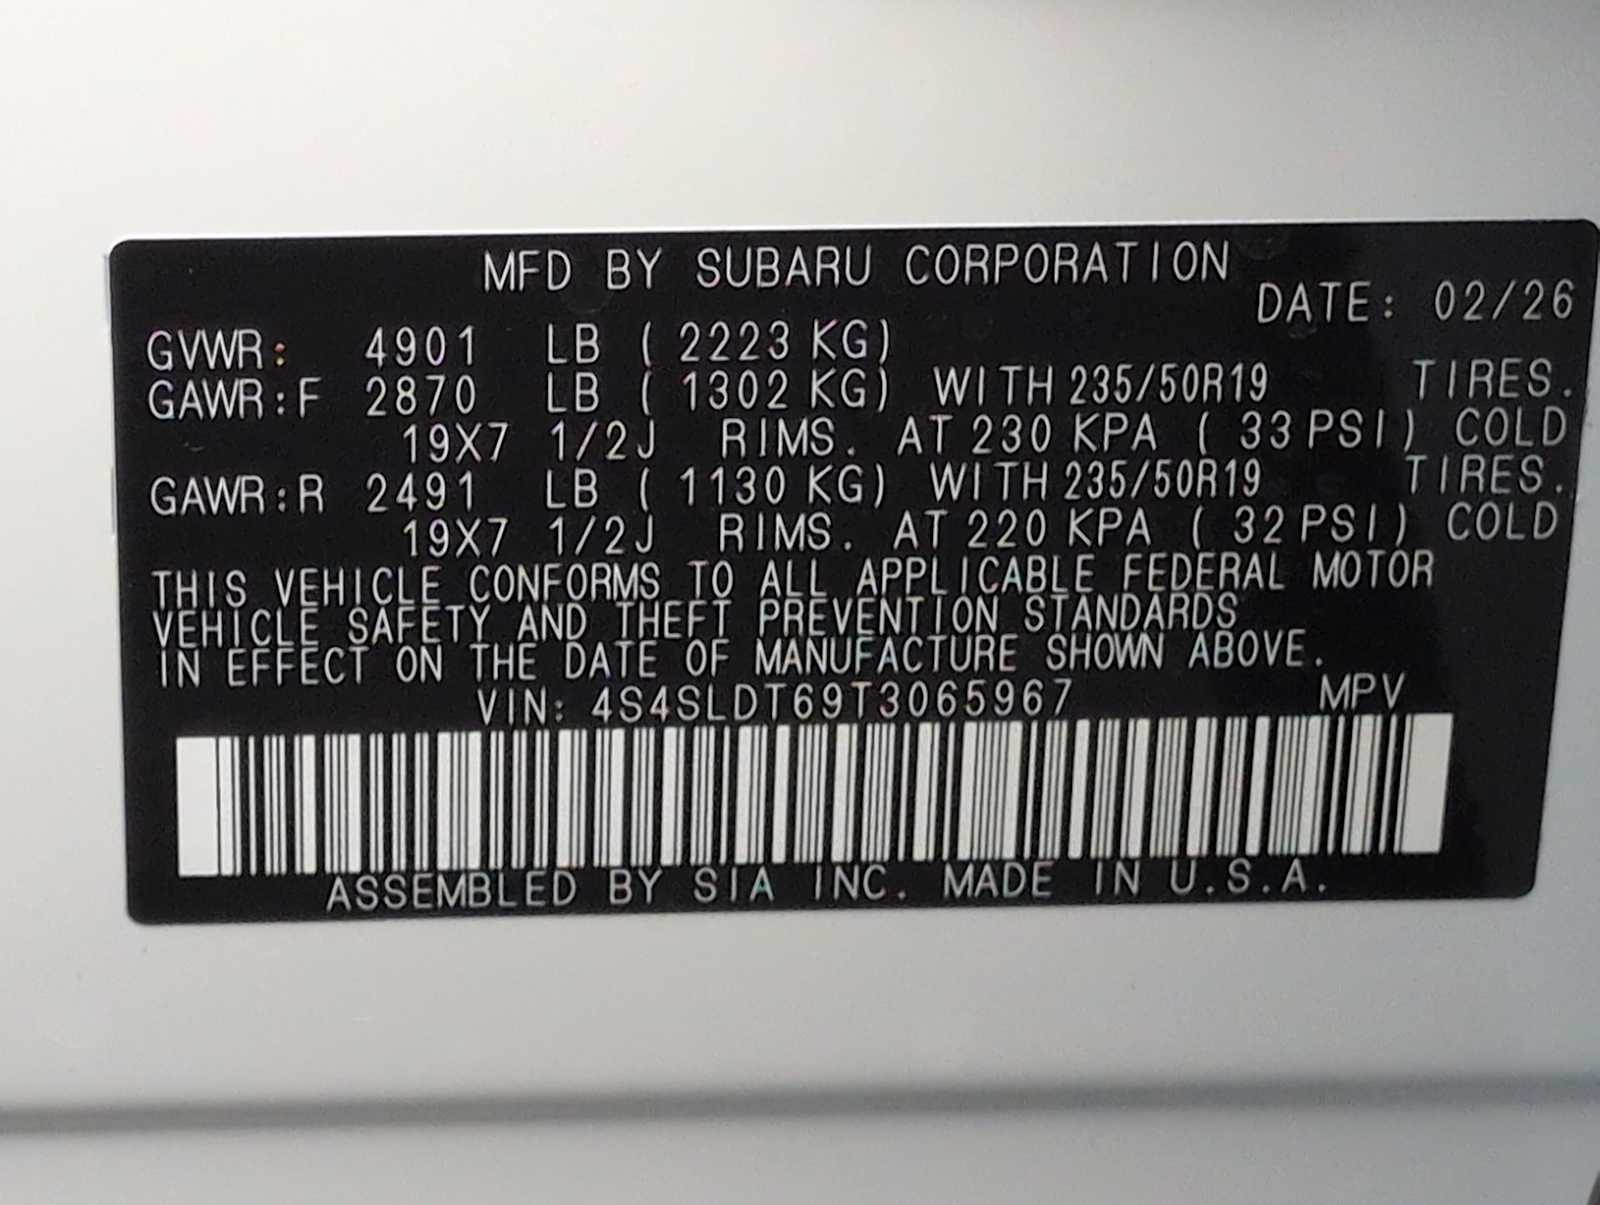 MFD BY SUBARU CORPORATION
DATE: 02/26
GVWR: 4901 LB ( 2223 KG)
GAWR:F 2870 LB ( 1302 KG) WITH 235/50R19 TIRES.
19X7 1/2J RIMS. AT 230 KPA ( 33 PSI) COLD
GAWR:R 2491 LB ( 1130 KG) WITH 235/50R19 TIRES.
19X7 1/2J RIMS. AT 220 KPA ( 32 PSI) COLD
THIS VEHICLE CONFORMS TO ALL APPLICABLE FEDERAL MOTOR
VEHICLE SAFETY AND THEFT PREVENTION STANDARDS
IN EFFECT ON THE DATE OF MANUFACTURE SHOWN ABOVE.
VIN: 4S4SLDT69T3065967 MPV
ASSEMBLED BY SIA INC. MADE IN U.S.A.